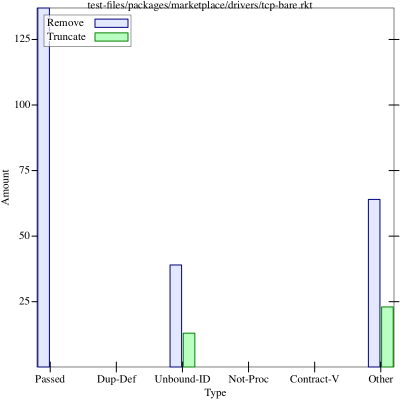 test-files/packages/marketplace/drivers/tcp-bare.rkt
Remove
Truncate
125
100
75
50
25
Amount
Passed Dup-Def Unbound-ID Not-Proc Contract-V Other
Type